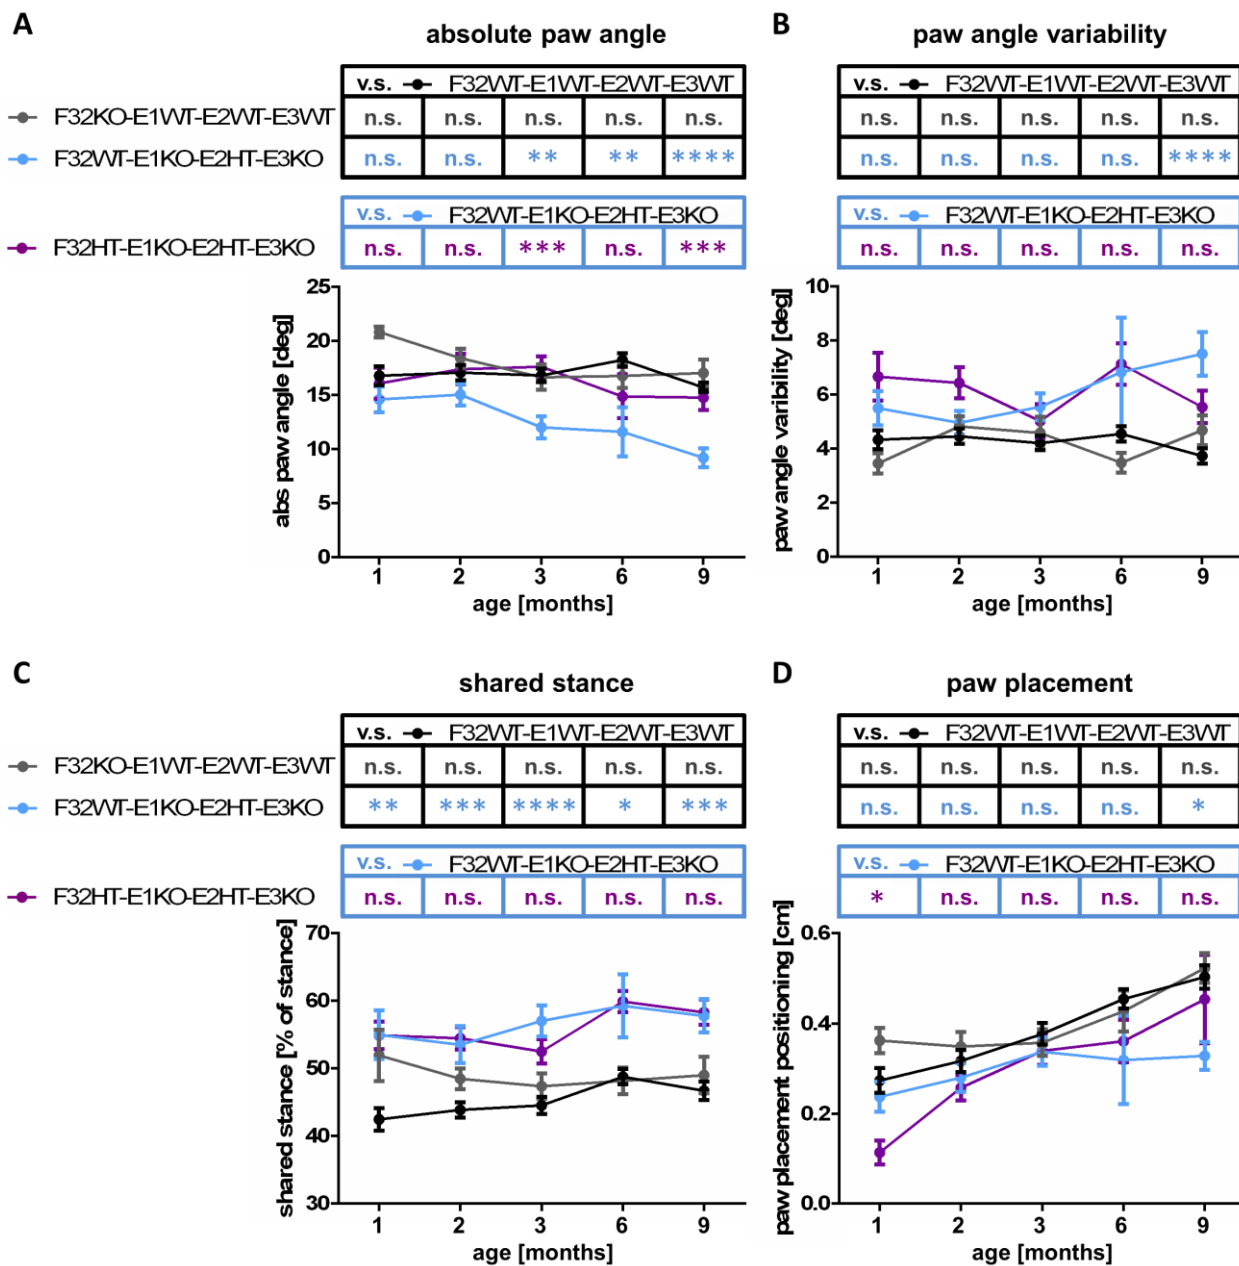 A
absolute paw angle
v.s. F32WT-E1WT-E2WT-E3WT
F32KO-E1WT-E2WT-E3WT n.s. n.s. n.s. n.s. n.s.
F32WT-E1KO-E2HT-E3KO n.s. n.s. ** ** ****
v.s. F32WT-E1KO-E2HT-E3KO
F32HT-E1KO-E2HT-E3KO n.s. n.s. *** n.s. ***
abs paw angle [deg]
25
20
15
10
5
0
1 2 3 6 9
age [months]
B
paw angle variability
v.s. F32WT-E1WT-E2WT-E3WT
n.s. n.s. n.s. n.s. n.s.
n.s. n.s. n.s. n.s. ****
v.s. F32WT-E1KO-E2HT-E3KO
n.s. n.s. n.s. n.s. n.s.
paw angle varibility [deg]
10
8
6
4
2
0
1 2 3 6 9
age [months]
C
shared stance
v.s. F32WT-E1WT-E2WT-E3WT
F32KO-E1WT-E2WT-E3WT n.s. n.s. n.s. n.s. n.s.
F32WT-E1KO-E2HT-E3KO ** *** **** * ***
v.s. F32WT-E1KO-E2HT-E3KO
F32HT-E1KO-E2HT-E3KO n.s. n.s. n.s. n.s. n.s.
shared stance [% of stance]
70
60
50
40
30
1 2 3 6 9
age [months]
D
paw placement
v.s. F32WT-E1WT-E2WT-E3WT
n.s. n.s. n.s. n.s. n.s.
n.s. n.s. n.s. n.s. *
v.s. F32WT-E1KO-E2HT-E3KO
* n.s. n.s. n.s. n.s.
paw placement positioning [cm]
0.6
0.4
0.2
0.0
1 2 3 6 9
age [months]